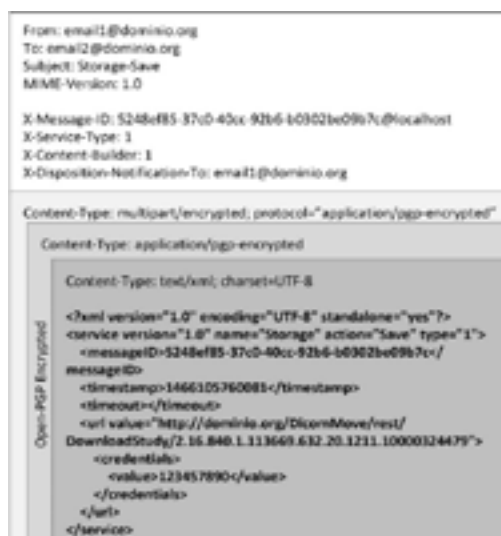 From: email1@dominio.org
To: email2@dominio.org
Subject: Storage-Save
MIME-Version: 1.0
X-Message-ID: 5248ef85-37c0-40cc-92b6-b0302be09b7c@localhost
X-Service-Type: 1
X-Content-Builder: 1
X-Disposition-Notification-To: email1@dominio.org
Content-Type: multipart/encrypted; protocol="application/pgp-encrypted"
Content-Type: application/pgp-encrypted
Open-PGP Encrypted
Content-Type: text/xml; charset=UTF-8
<?xml version="1.0" encoding="UTF-8" standalone="yes"?>
<service version="1.0" name="Storage" action="Save" type="1">
<messageID>5248ef85-37c0-40cc-92b6-b0302be09b7c</
messageID>
<timestamp>1466105760081</timestamp>
<timeout></timeout>
<url value="http://dominio.org/DicomMove/rest/
DownloadStudy/2.16.840.1.113669.632.20.1211.10000324479">
<credentials>
<value>123457890</value>
</credentials>
</url>
</service>